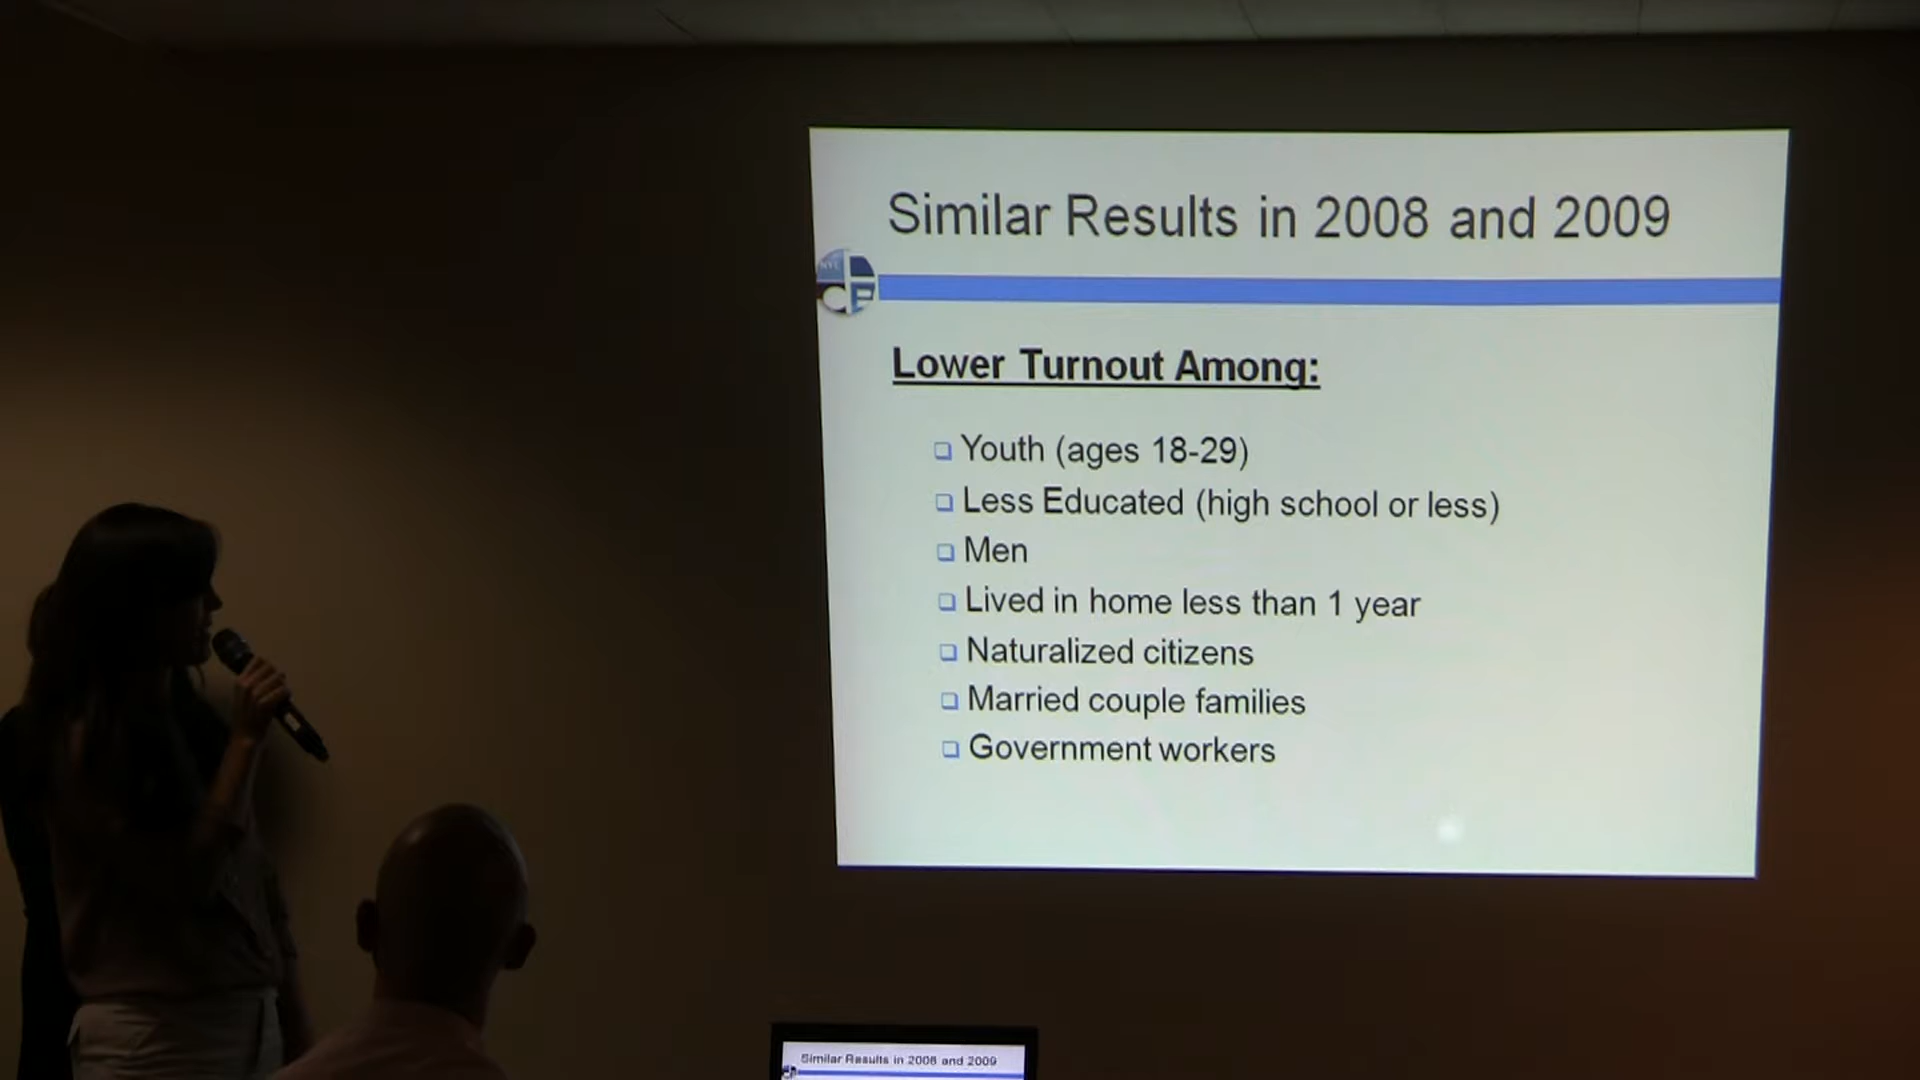 Similar Results in 2008 and 2009
NYC
CE
Lower Turnout Among:
Youth (ages 18-29)
Less Educated (high school or less)
Men
Lived in home less than 1 year
Naturalized citizens
Married couple families
Government workers
Similar Results in 2008 and 2009